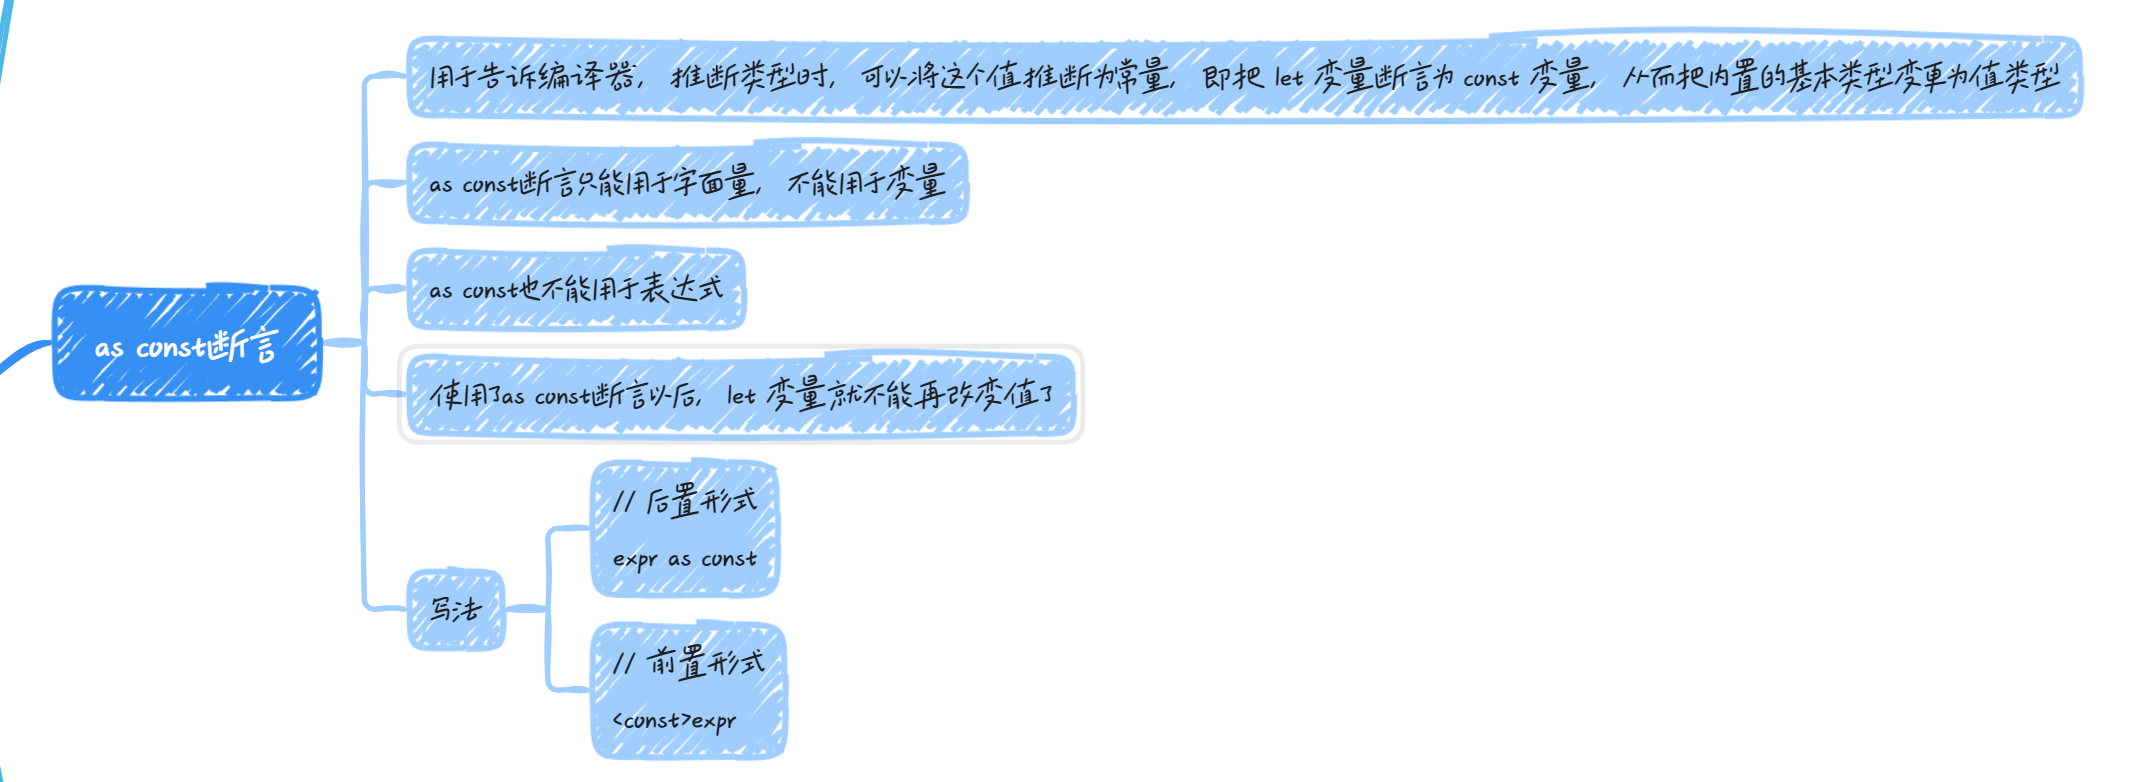 用于告诉编译器, 推断类型时, 可以将这个值推断为常量, 即把 let 变量断言为 const 变量, 从而把内置的基本类型变更为值类型
as const断言只能用于字面量, 不能用于变量
as const也不能用于表达式
as const断言
使用了as const断言以后, let 变量就不能再改变值了
// 后置形式
expr as const
写法
// 前置形式
<const>expr